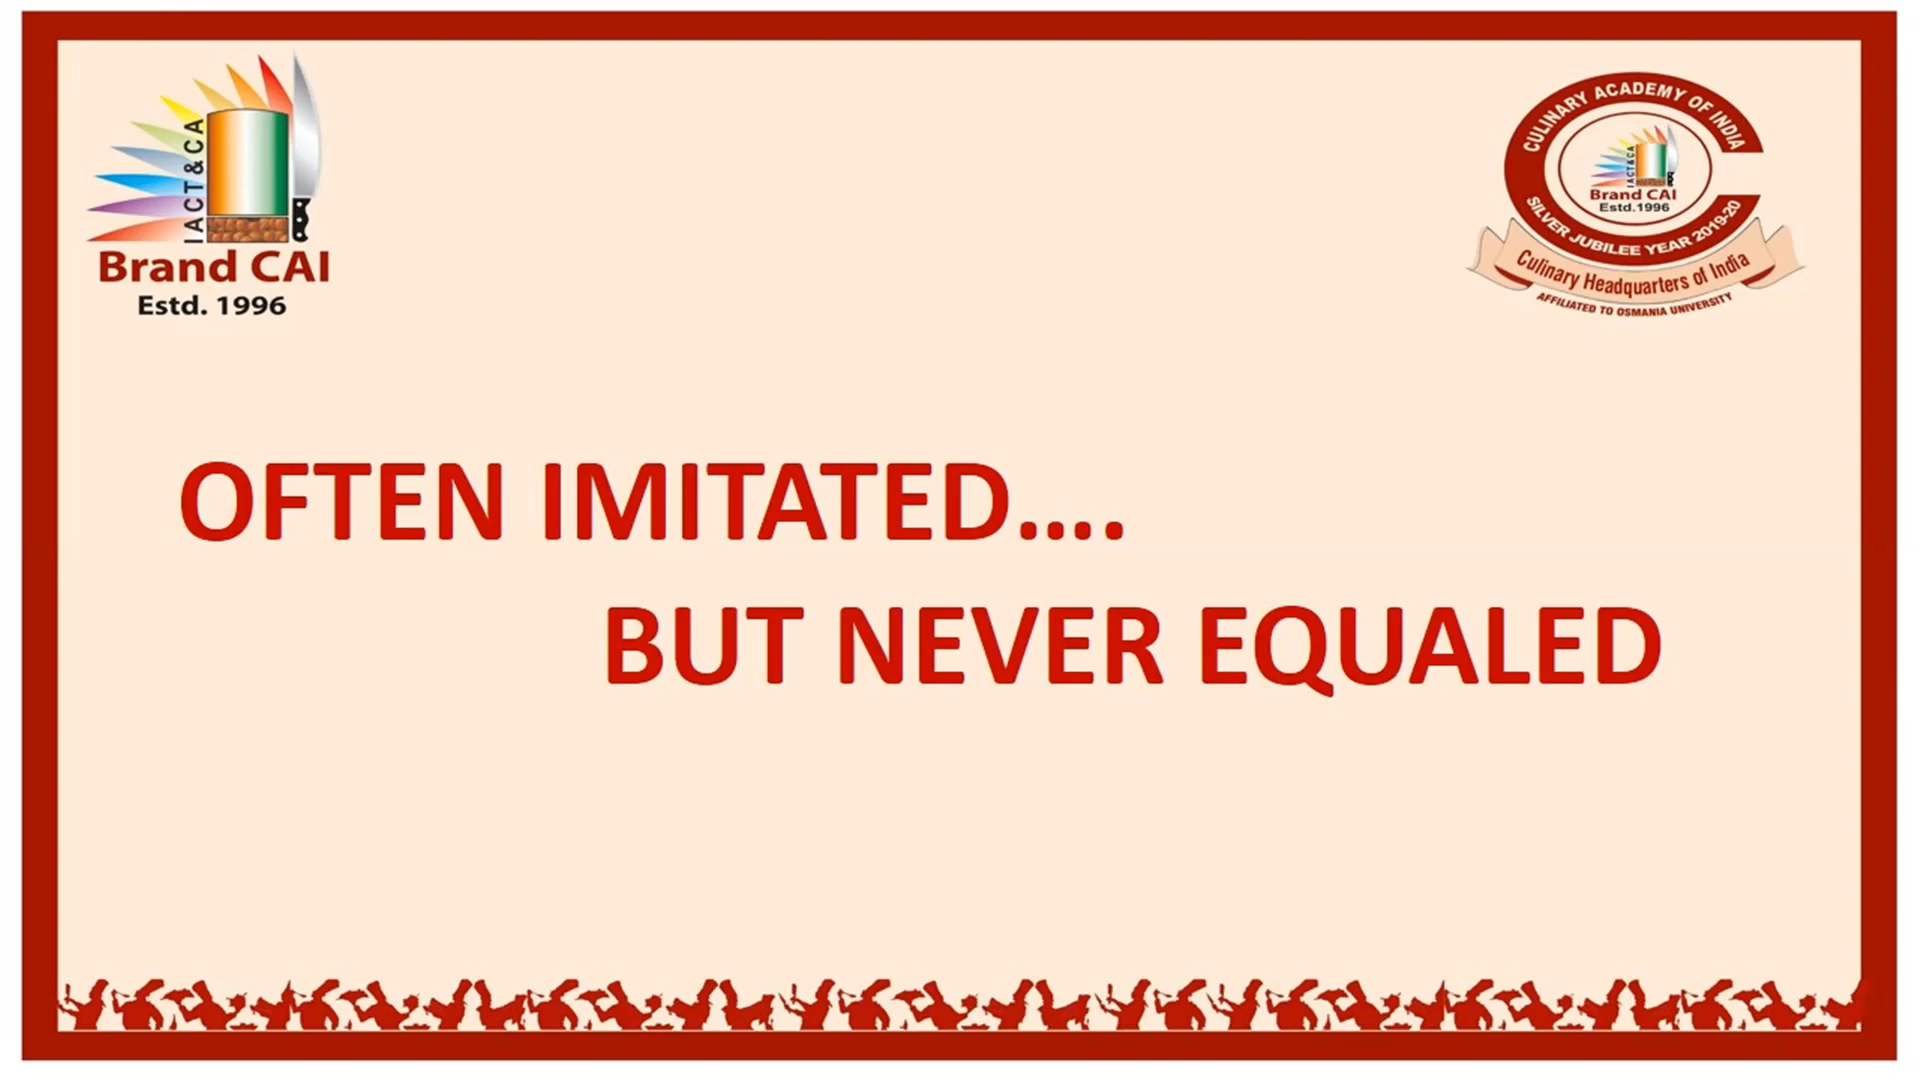 IACT&CA
Brand CAI
Estd. 1996
CULINARY ACADEMY OF INDIA
IACT&CA
Brand CAI
Estd.1996
SILVER JUBILEE YEAR 2019-20
Culinary Headquarters of India
AFFILIATED TO OSMANIA UNIVERSITY
OFTEN IMITATED....
BUT NEVER EQUALED